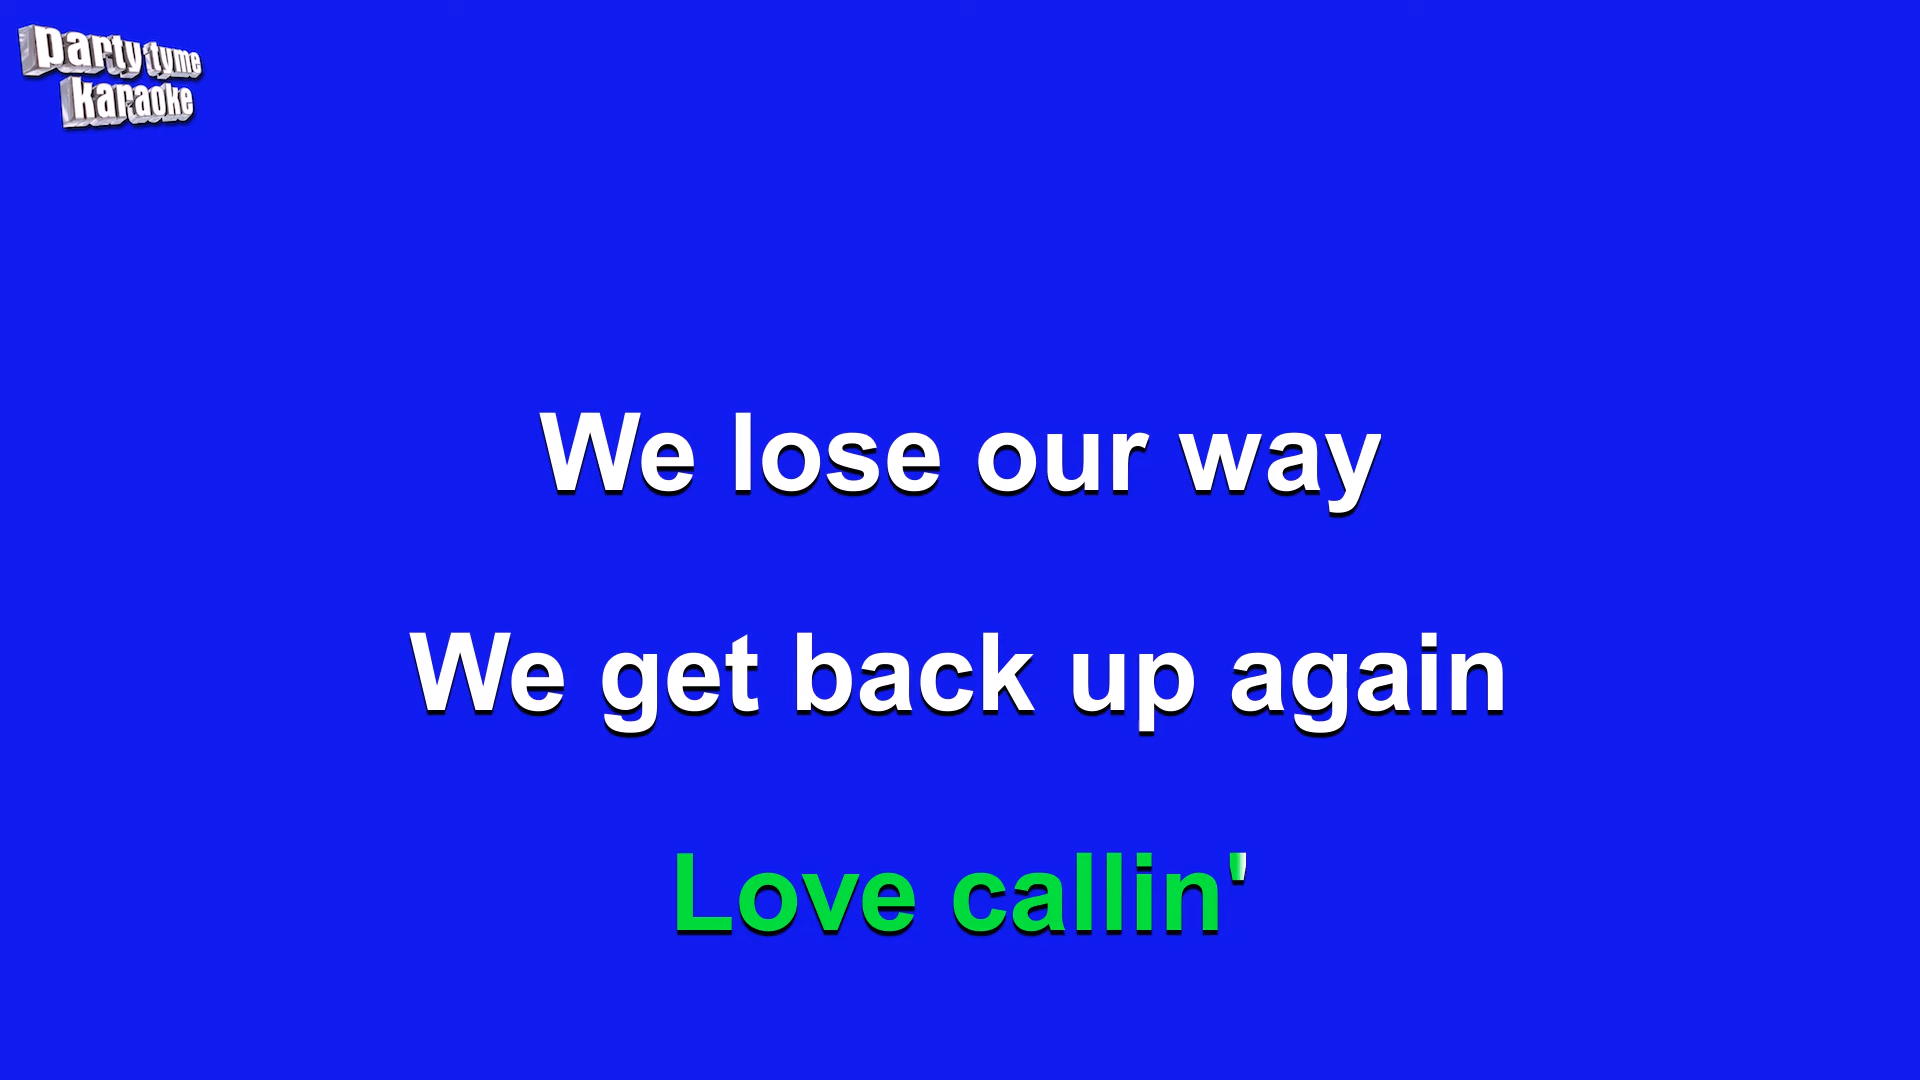 party tyme
karaoke
We lose our way
We get back up again
Love callin'